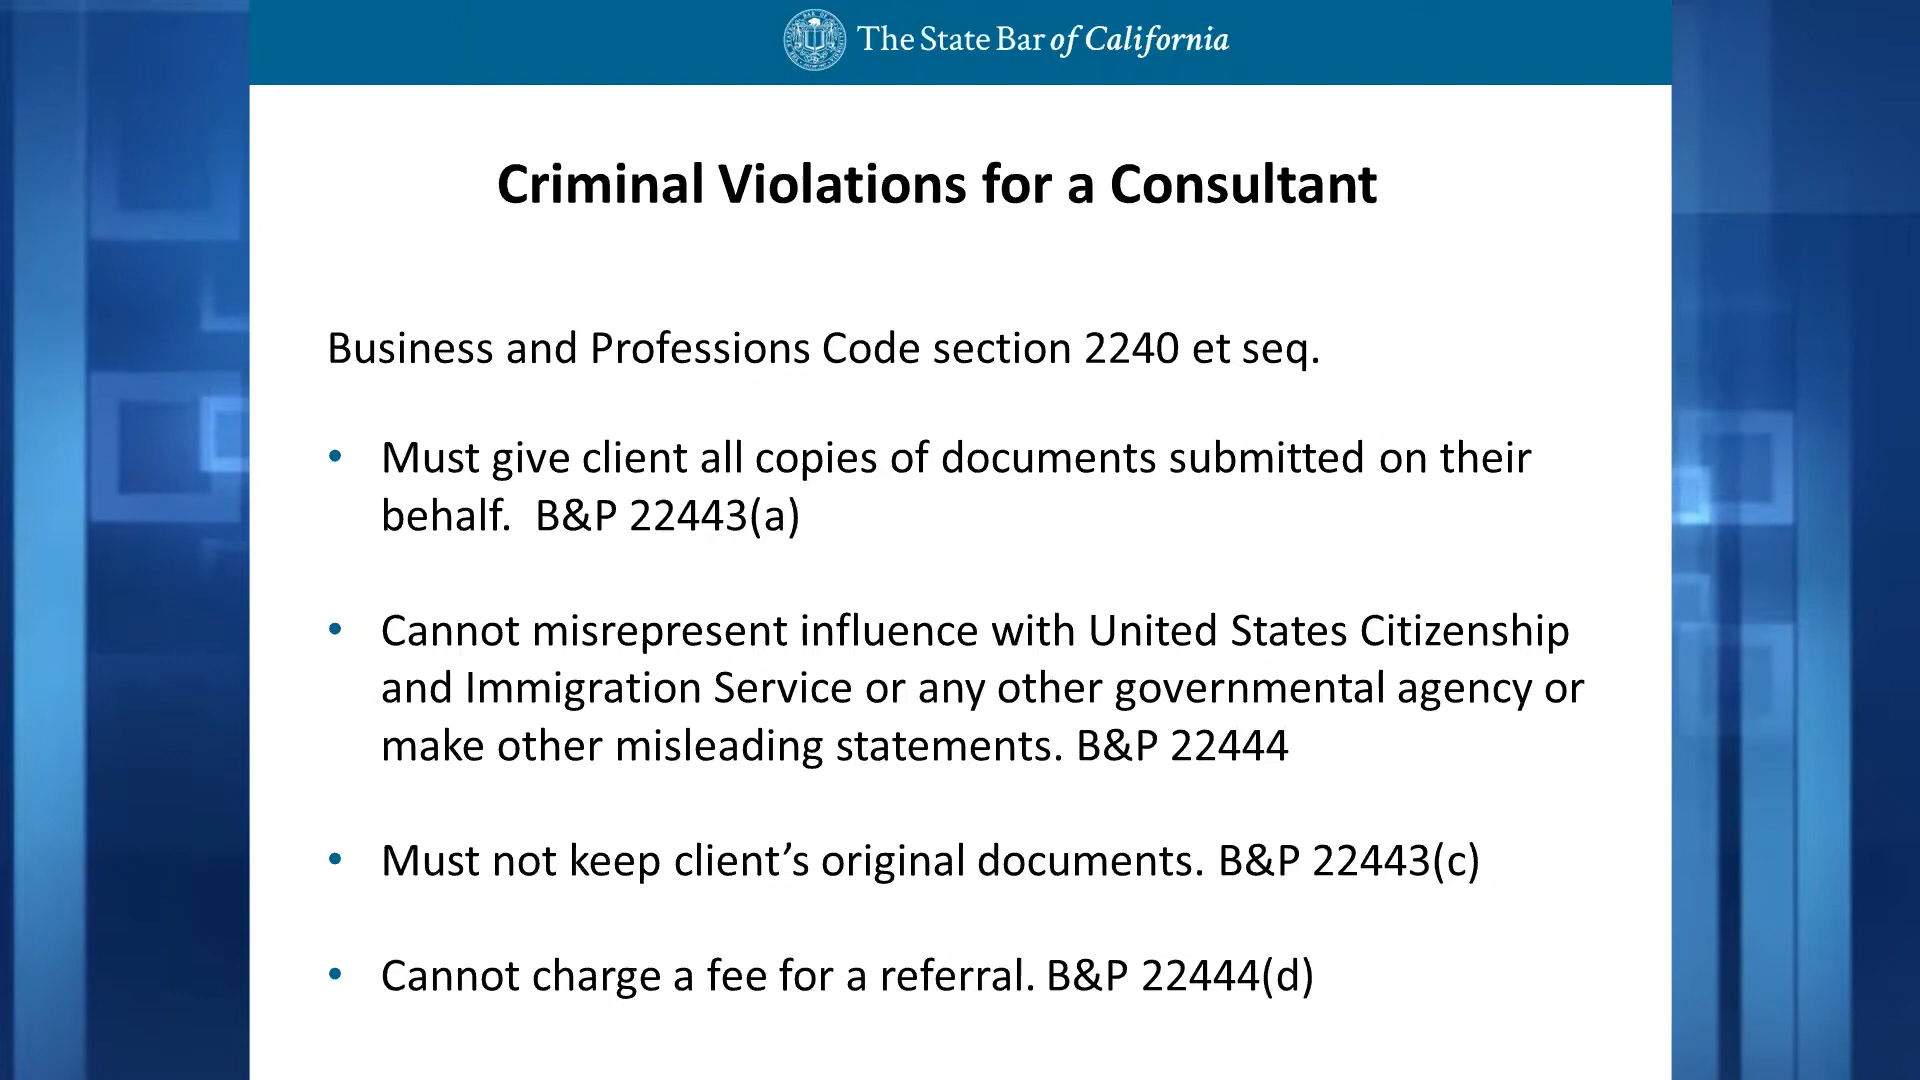 The State Bar of California
Criminal Violations for a Consultant
Business and Professions Code section 2240 et seq.
• Must give client all copies of documents submitted on their
behalf.  B&P 22443(a)
• Cannot misrepresent influence with United States Citizenship
and Immigration Service or any other governmental agency or
make other misleading statements. B&P 22444
• Must not keep client’s original documents. B&P 22443(c)
• Cannot charge a fee for a referral. B&P 22444(d)